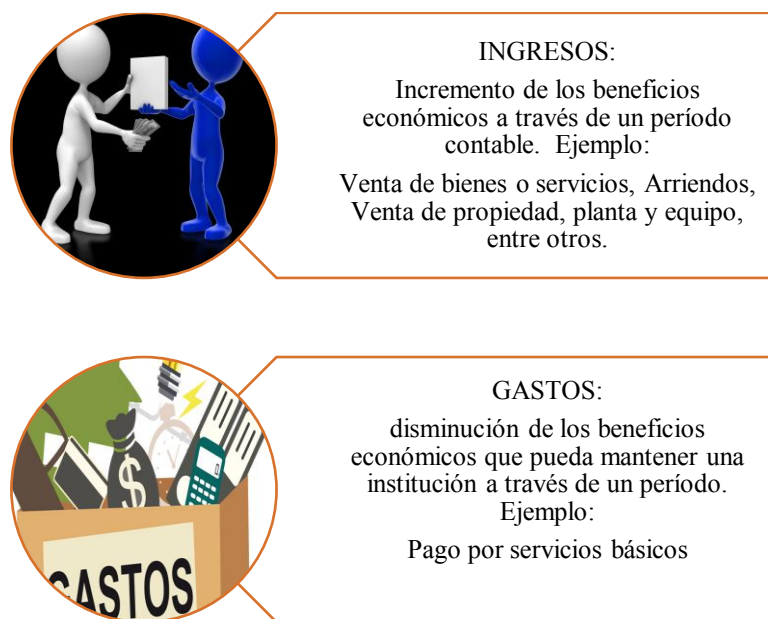 INGRESOS:
Incremento de los beneficios
económicos a través de un período
contable. Ejemplo:
Venta de bienes o servicios, Arriendos,
Venta de propiedad, planta y equipo,
entre otros.
$
GASTOS
GASTOS:
disminución de los beneficios
económicos que pueda mantener una
institución a través de un período.
Ejemplo:
Pago por servicios básicos